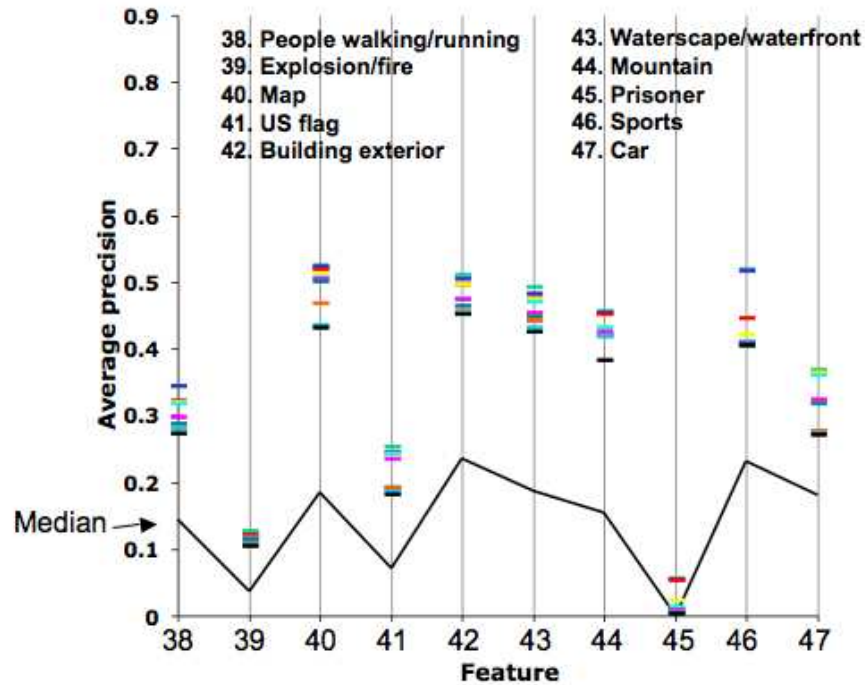 0.9
0.8
0.7
0.6
0.5
0.4
0.3
0.2
0.1
0
Average precision
38. People walking/running
39. Explosion/fire
40. Map
41. US flag
42. Building exterior
43. Waterscape/waterfront
44. Mountain
45. Prisoner
46. Sports
47. Car
Median
38 39 40 41 42 43 44 45 46 47
Feature